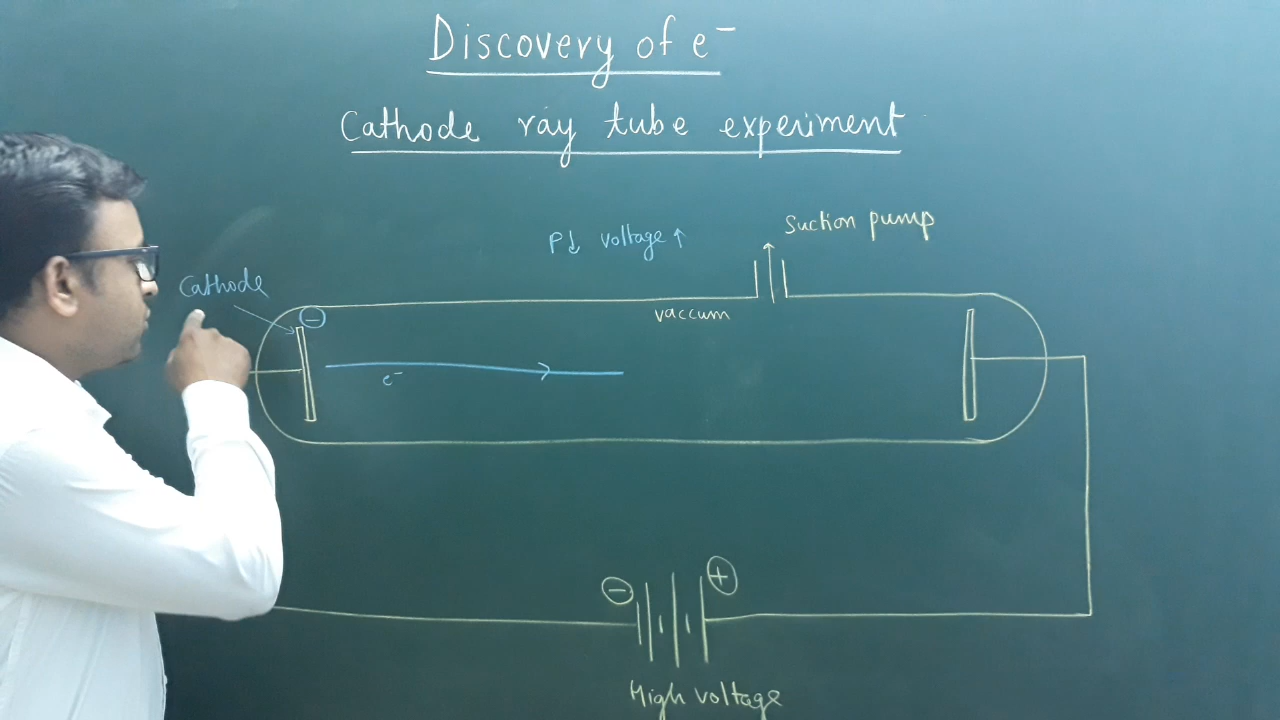 Discovery of e⁻
Cathode ray tube experiment
Suction pump
P↓ voltage ↑
Cathode
vaccum
e⁻
High voltage